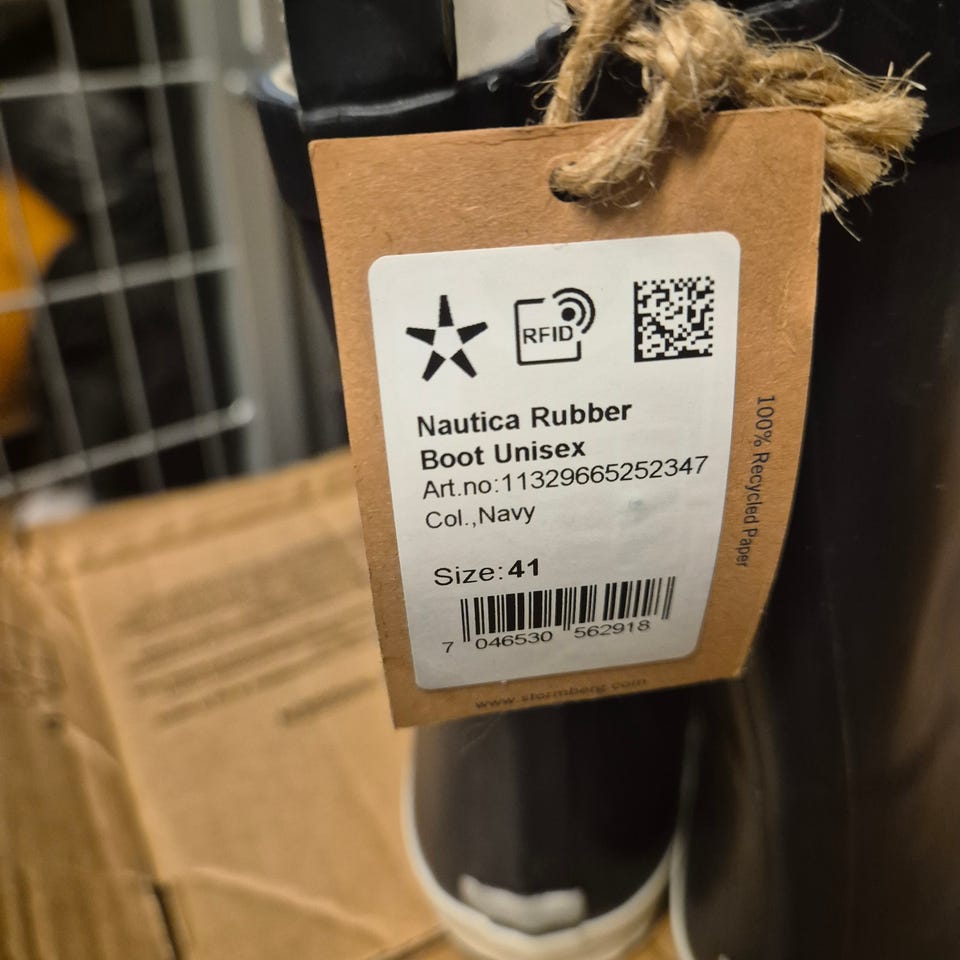 RFID
Nautica Rubber
Boot Unisex
Art.no:11329665252347
Col.,Navy
Size:41
7 046530 562918
100% Recycled Paper
www.stormberg.com